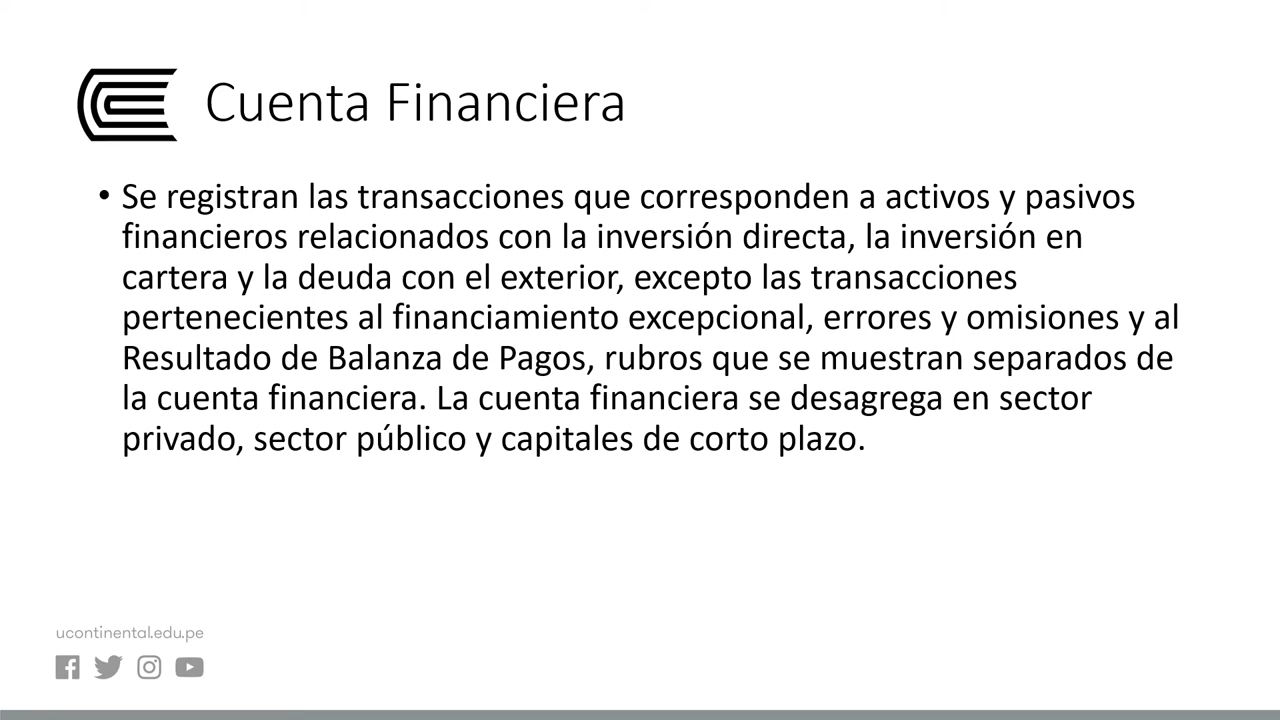 Cuenta Financiera
• Se registran las transacciones que corresponden a activos y pasivos
financieros relacionados con la inversión directa, la inversión en
cartera y la deuda con el exterior, excepto las transacciones
pertenecientes al financiamiento excepcional, errores y omisiones y al
Resultado de Balanza de Pagos, rubros que se muestran separados de
la cuenta financiera. La cuenta financiera se desagrega en sector
privado, sector público y capitales de corto plazo.
ucontinental.edu.pe